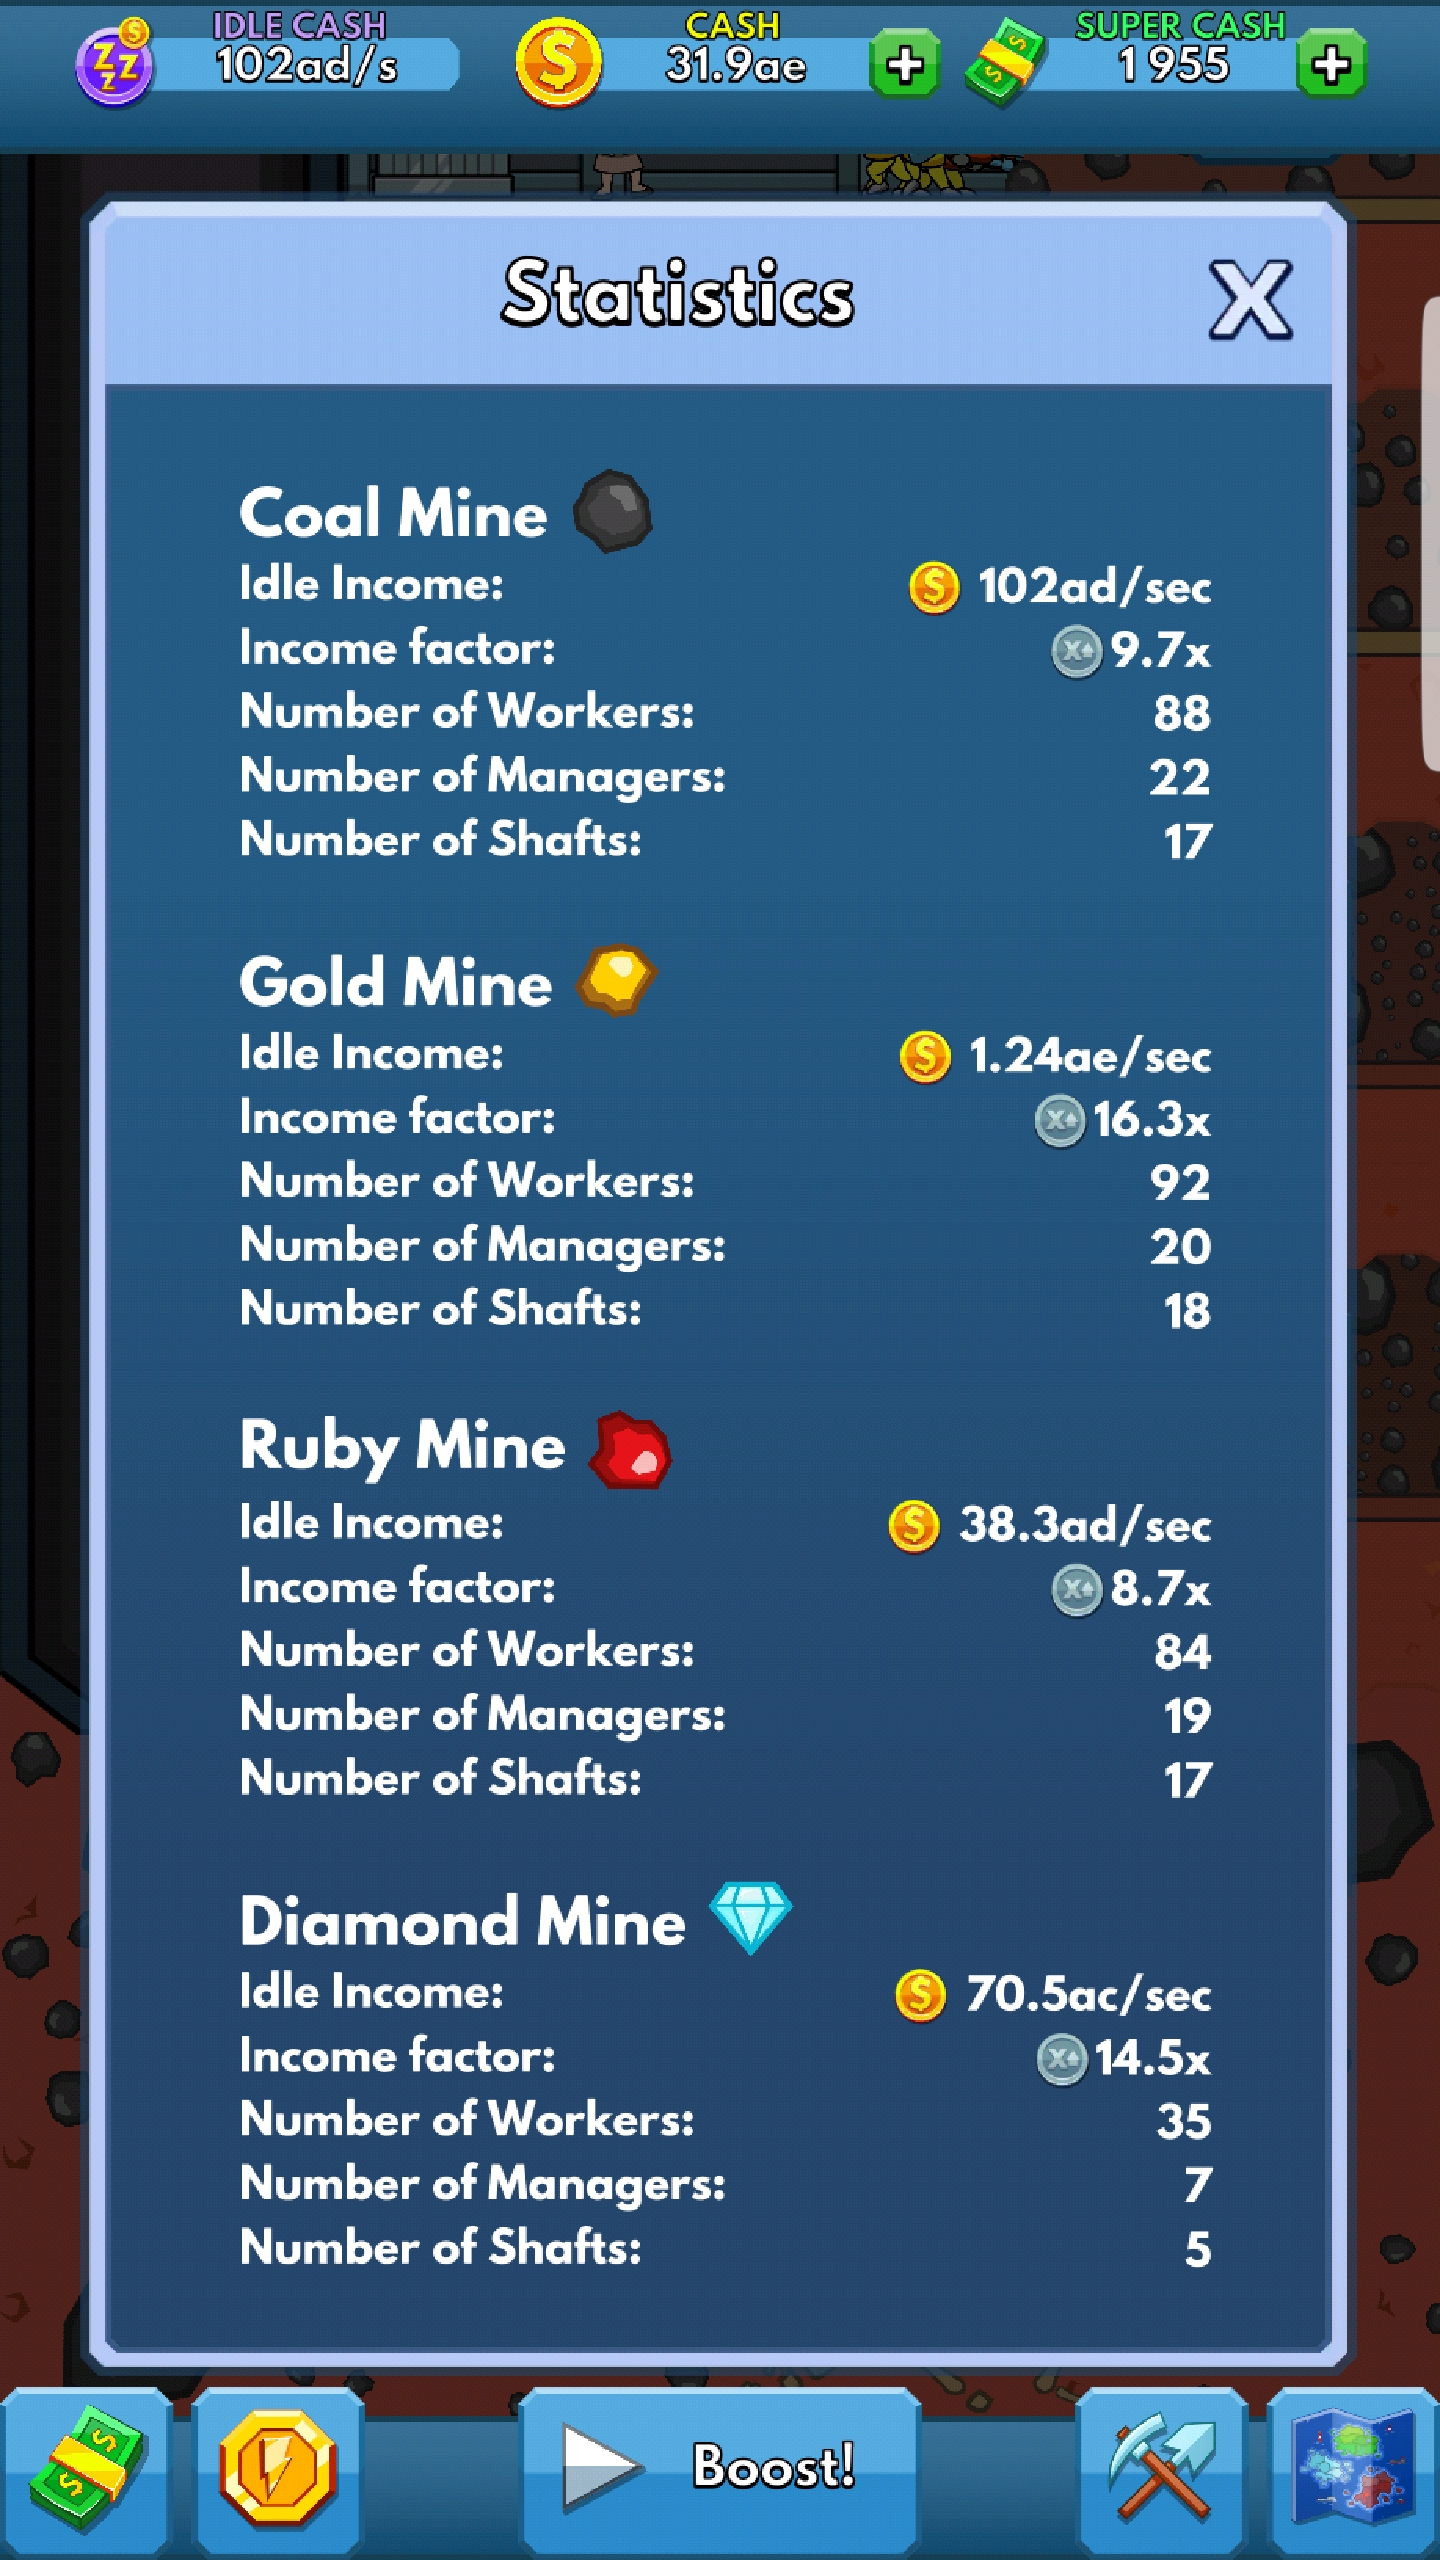 IDLE CASH CASH SUPER CASH
102ad/s 31.9ae 1 955
Statistics X
Coal Mine
Idle Income: 102ad/sec
Income factor: 9.7x
Number of Workers: 88
Number of Managers: 22
Number of Shafts: 17
Gold Mine
Idle Income: 1.24ae/sec
Income factor: 16.3x
Number of Workers: 92
Number of Managers: 20
Number of Shafts: 18
Ruby Mine
Idle Income: 38.3ad/sec
Income factor: 8.7x
Number of Workers: 84
Number of Managers: 19
Number of Shafts: 17
Diamond Mine
Idle Income: 70.5ac/sec
Income factor: 14.5x
Number of Workers: 35
Number of Managers: 7
Number of Shafts: 5
Boost!